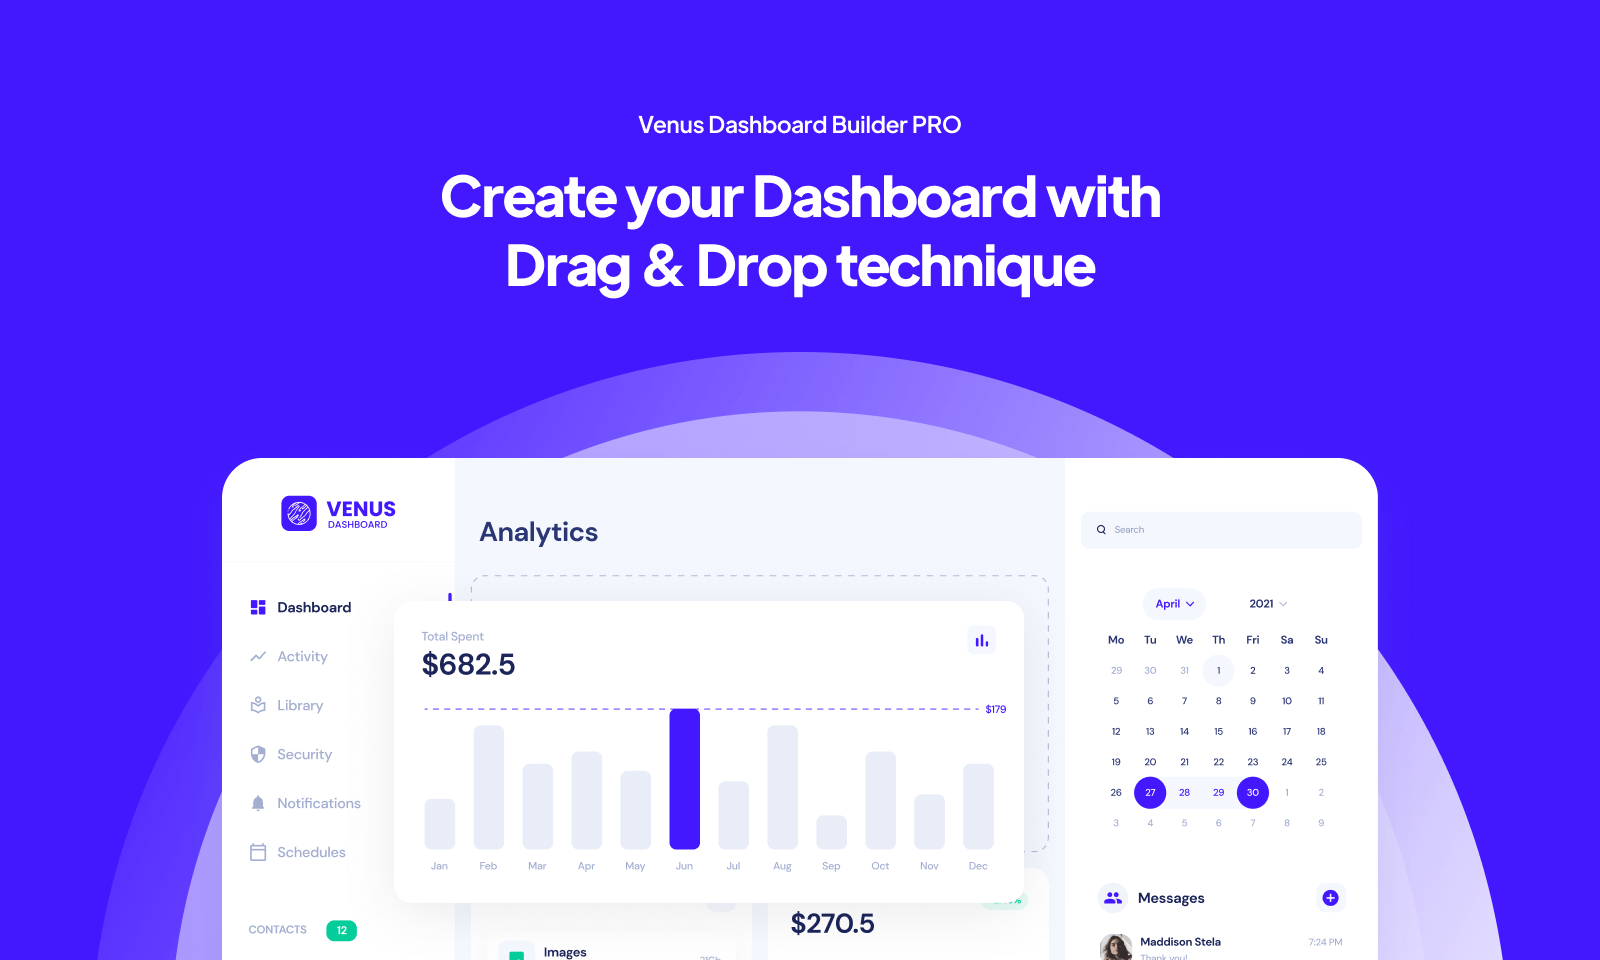 Venus Dashboard Builder PRO
Create your Dashboard with
Drag & Drop technique
VENUS
DASHBOARD
Dashboard
Activity
Library
Security
Notifications
Schedules
CONTACTS 12
Analytics
Total Spent
$682.5
$179
Jan Feb Mar Apr May Jun Jul Aug Sep Oct Nov Dec
$270.5
Images
Search
April 2021
Mo Tu We Th Fri Sa Su
29 30 31 1 2 3 4
5 6 7 8 9 10 11
12 13 14 15 16 17 18
19 20 21 22 23 24 25
26 27 28 29 30 1 2
3 4 5 6 7 8 9
Messages
Maddison Stela 7:24 PM
Thank you!